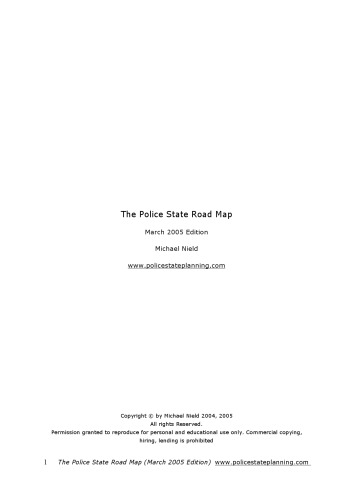 The Police State Road Map
March 2005 Edition
Michael Nield
www.policestateplanning.com
Copyright © by Michael Nield 2004, 2005
All rights Reserved.
Permission granted to reproduce for personal and educational use only. Commercial copying,
hiring, lending is prohibited
1 The Police State Road Map (March 2005 Edition) www.policestateplanning.com